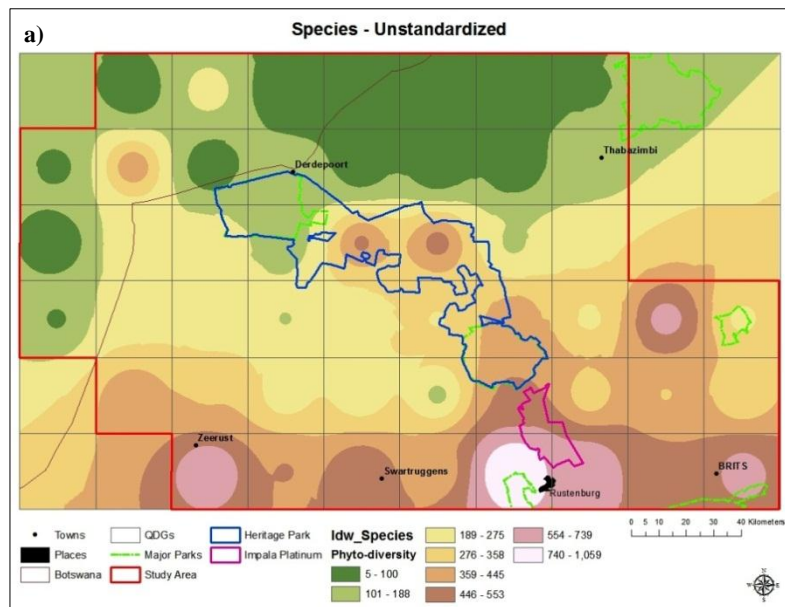 a)
Species - Unstandardized
Derdepoort
Thabazimbi
Zeerust
Swartruggens
Rustenburg
BRITS
Towns
Places
Botswana
QDGs
Major Parks
Study Area
Heritage Park
Impala Platinum
Idw_Species
Phyto-diversity
5 - 100
101 - 188
189 - 275
276 - 358
359 - 445
446 - 553
554 - 739
740 - 1,059
0 5 10 20 30 40 Kilometers
N
W E
S